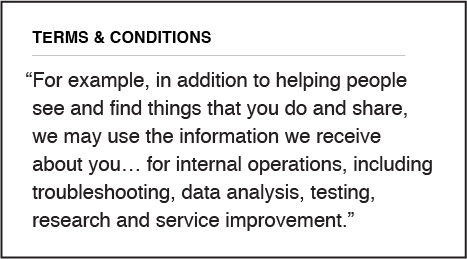 TERMS & CONDITIONS
“For example, in addition to helping people
see and find things that you do and share,
we may use the information we receive
about you… for internal operations, including
troubleshooting, data analysis, testing,
research and service improvement.”